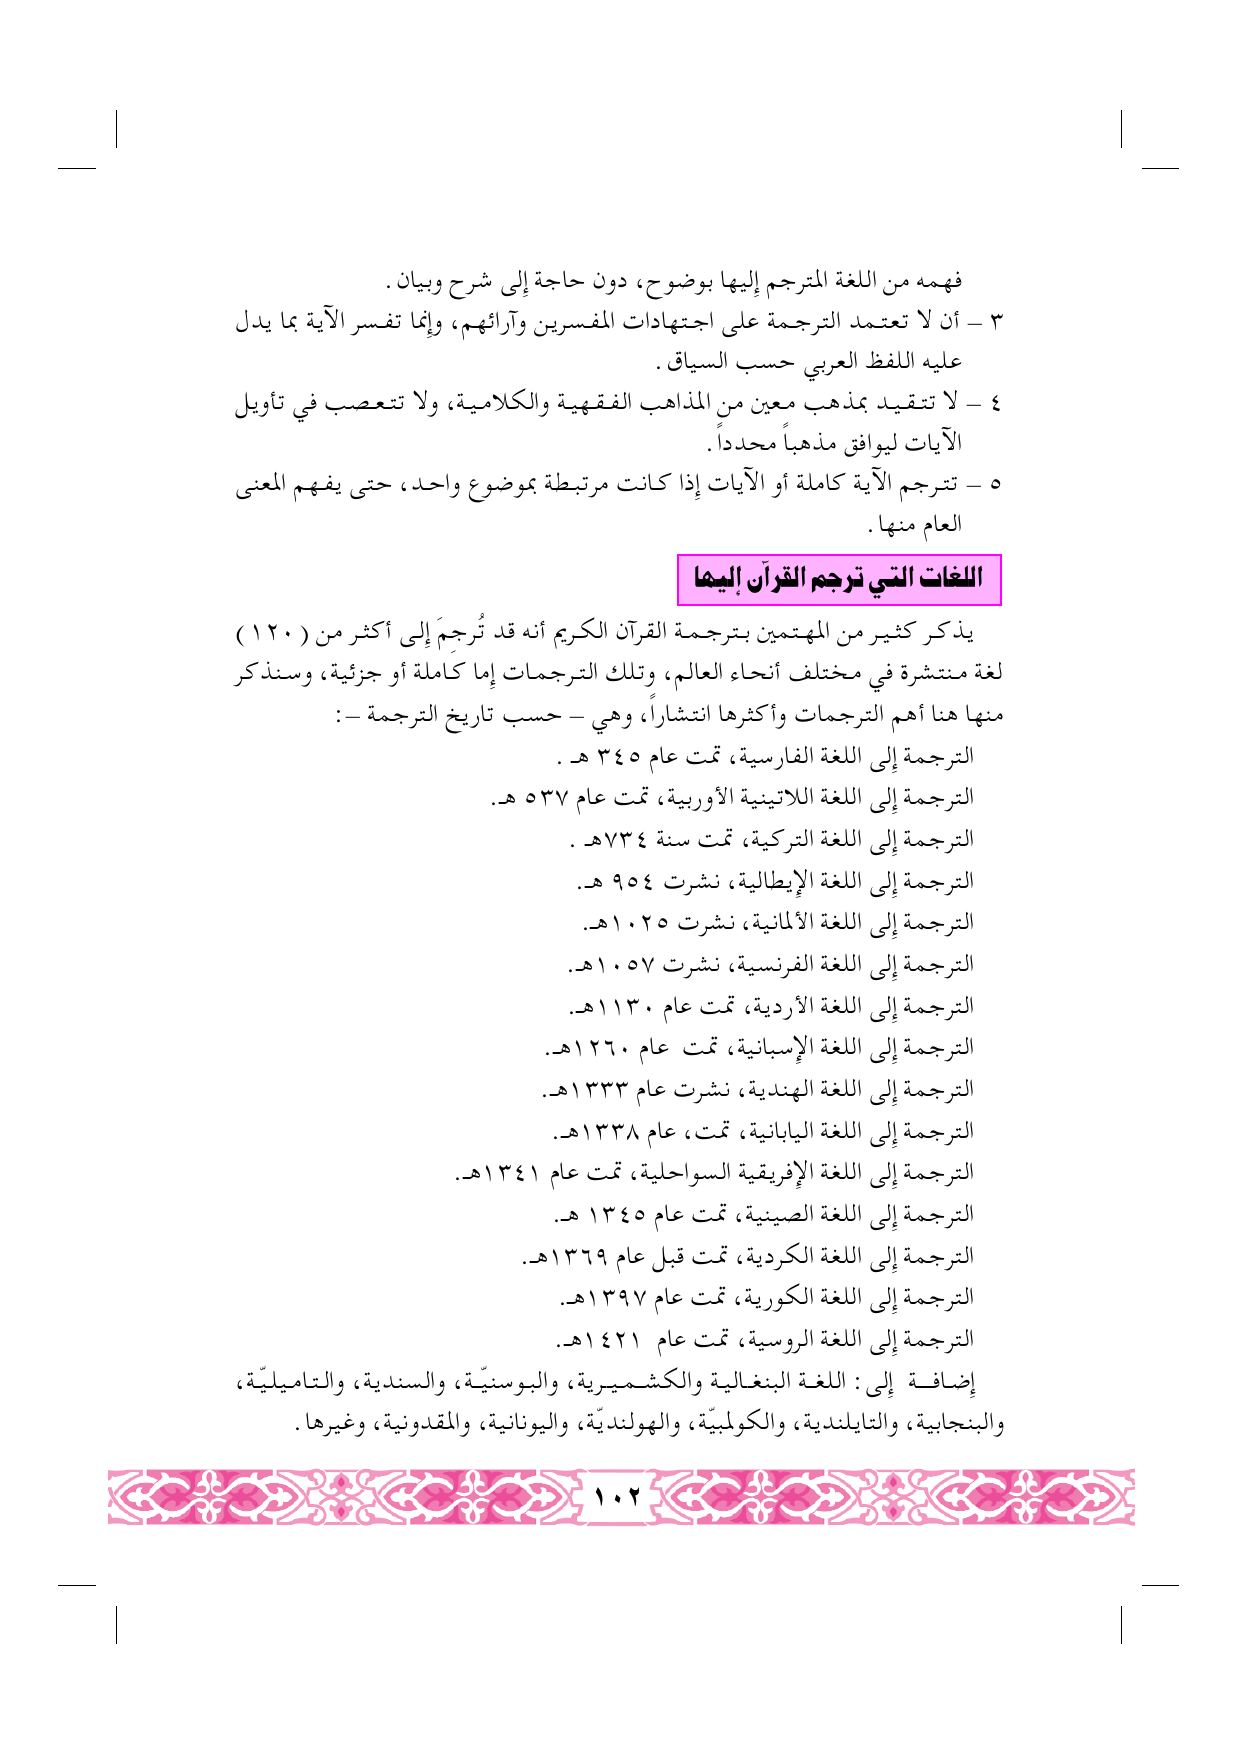 فهمه من اللغة المترجم إليها بوضوح، دون حاجة إلى شرح وبيان.
٣ – أن لا تعتمد الترجمة على اجتهادات المفسرين وآرائهم، وإنما تفسر الآية بما يدل
عليه اللفظ العربي حسب السياق.
٤ – لا تتقيد بمذهب معين من المذاهب الفقهية والكلامية، ولا تتعصب في تأويل
الآيات ليوافق مذهباً محدداً.
٥ – تترجم الآية كاملة أو الآيات إذا كانت مرتبطة بموضوع واحد، حتى يفهم المعنى
العام منها.
اللغات التي ترجم القرآن إليها
يذكر كثير من المهتمين بترجمة القرآن الكريم أنه قد تُرجِمَ إلى أكثر من (١٢٠)
لغة منتشرة في مختلف أنحاء العالم، وتلك الترجمات إما كاملة أو جزئية، وسنذكر
منها هنا أهم الترجمات وأكثرها انتشاراً، وهي – حسب تاريخ الترجمة –:
الترجمة إلى اللغة الفارسية، تمت عام ٣٤٥ هـ .
الترجمة إلى اللغة اللاتينية الأوربية، تمت عام ٥٣٧ هـ.
الترجمة إلى اللغة التركية، تمت سنة ٧٣٤هـ .
الترجمة إلى اللغة الإيطالية، نشرت ٩٥٤ هـ.
الترجمة إلى اللغة الألمانية، نشرت ١٠٢٥هـ.
الترجمة إلى اللغة الفرنسية، نشرت ١٠٥٧هـ.
الترجمة إلى اللغة الأردية، تمت عام ١١٣٠هـ.
الترجمة إلى اللغة الإسبانية، تمت عام ١٢٦٠هـ.
الترجمة إلى اللغة الهندية، نشرت عام ١٣٣٣هـ.
الترجمة إلى اللغة اليابانية، تمت، عام ١٣٣٨هـ.
الترجمة إلى اللغة الإفريقية السواحلية، تمت عام ١٣٤١هـ.
الترجمة إلى اللغة الصينية، تمت عام ١٣٤٥ هـ.
الترجمة إلى اللغة الكردية، تمت قبل عام ١٣٦٩هـ.
الترجمة إلى اللغة الكورية، تمت عام ١٣٩٧هـ.
الترجمة إلى اللغة الروسية، تمت عام ١٤٢١هـ.
إضافة إلى: اللغة البنغالية والكشميرية، والبوسنيّة، والسندية، والتاميليّة،
والبنجابية، والتايلندية، والكولمبيّة، والهولنديّة، واليونانية، والمقدونية، وغيرها.
١٠٢